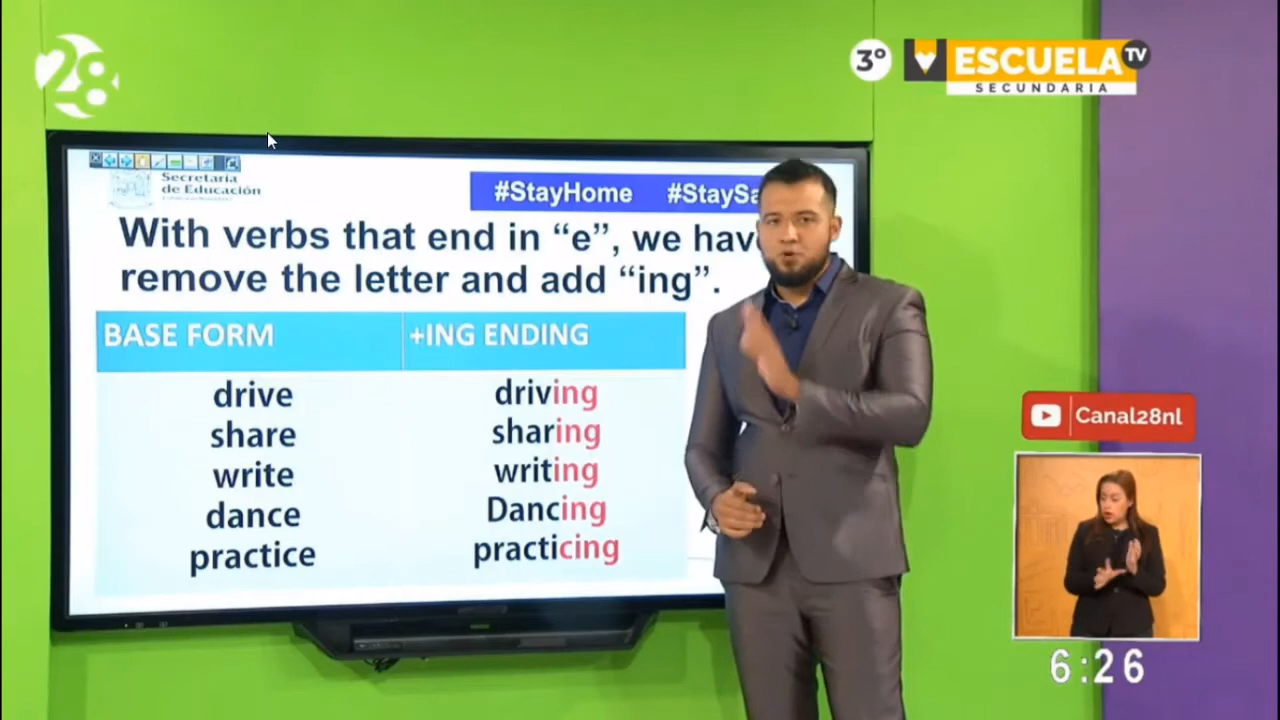 28
3º
ESCUELA TV
SECUNDARIA
Secretaría
de Educación
#StayHome #StaySa
With verbs that end in “e”, we have
remove the letter and add “ing”.
BASE FORM +ING ENDING
drive driving
share sharing
write writing
dance Dancing
practice practicing
Canal28nl
6:26